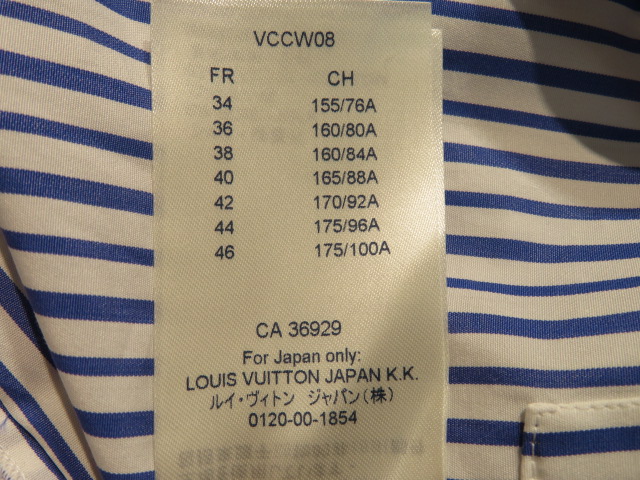 VCCW08
FR CH
34 155/76A
36 160/80A
38 160/84A
40 165/88A
42 170/92A
44 175/96A
46 175/100A
CA 36929
For Japan only:
LOUIS VUITTON JAPAN K.K.
ルイ・ヴィトン ジャパン(株)
0120-00-1854